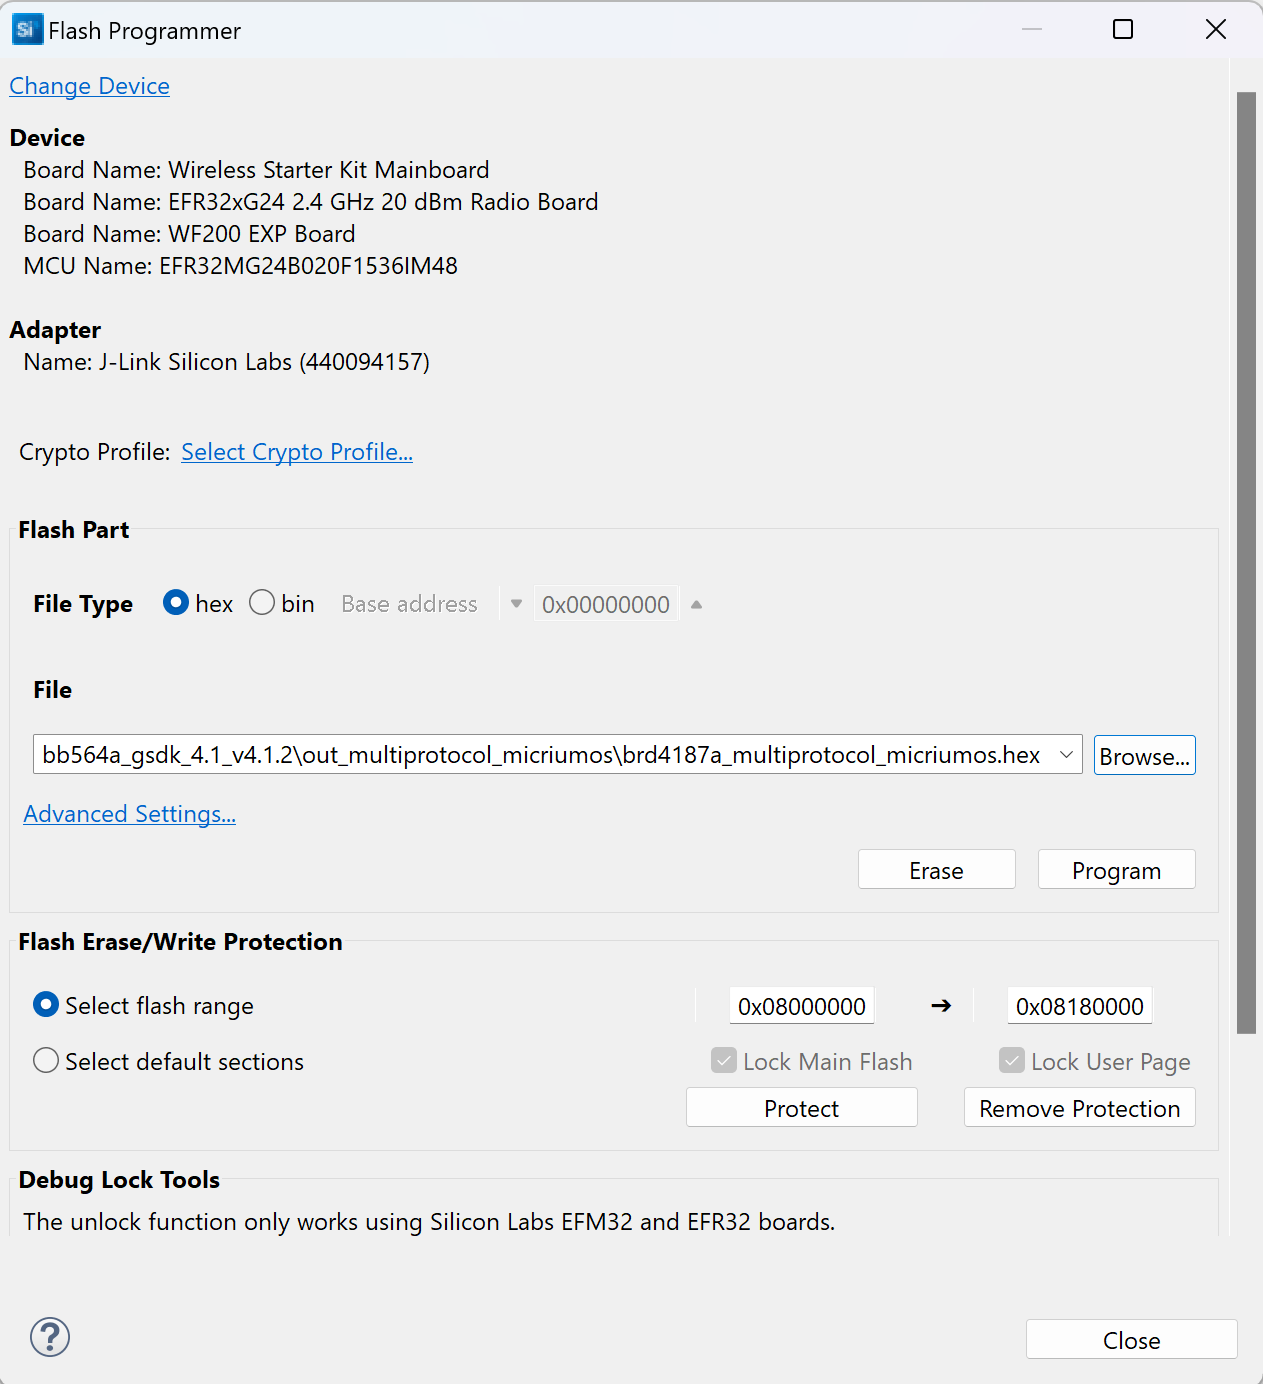 Si Flash Programmer
Change Device
Device
Board Name: Wireless Starter Kit Mainboard
Board Name: EFR32xG24 2.4 GHz 20 dBm Radio Board
Board Name: WF200 EXP Board
MCU Name: EFR32MG24B020F1536IM48
Adapter
Name: J-Link Silicon Labs (440094157)
Crypto Profile: Select Crypto Profile...
Flash Part
File Type hex bin Base address 0x00000000
File
bb564a_gsdk_4.1_v4.1.2\out_multiprotocol_micriumos\brd4187a_multiprotocol_micriumos.hex Browse...
Advanced Settings...
Erase Program
Flash Erase/Write Protection
Select flash range 0x08000000 ➔ 0x08180000
Select default sections Lock Main Flash Lock User Page
Protect Remove Protection
Debug Lock Tools
The unlock function only works using Silicon Labs EFM32 and EFR32 boards.
? Close